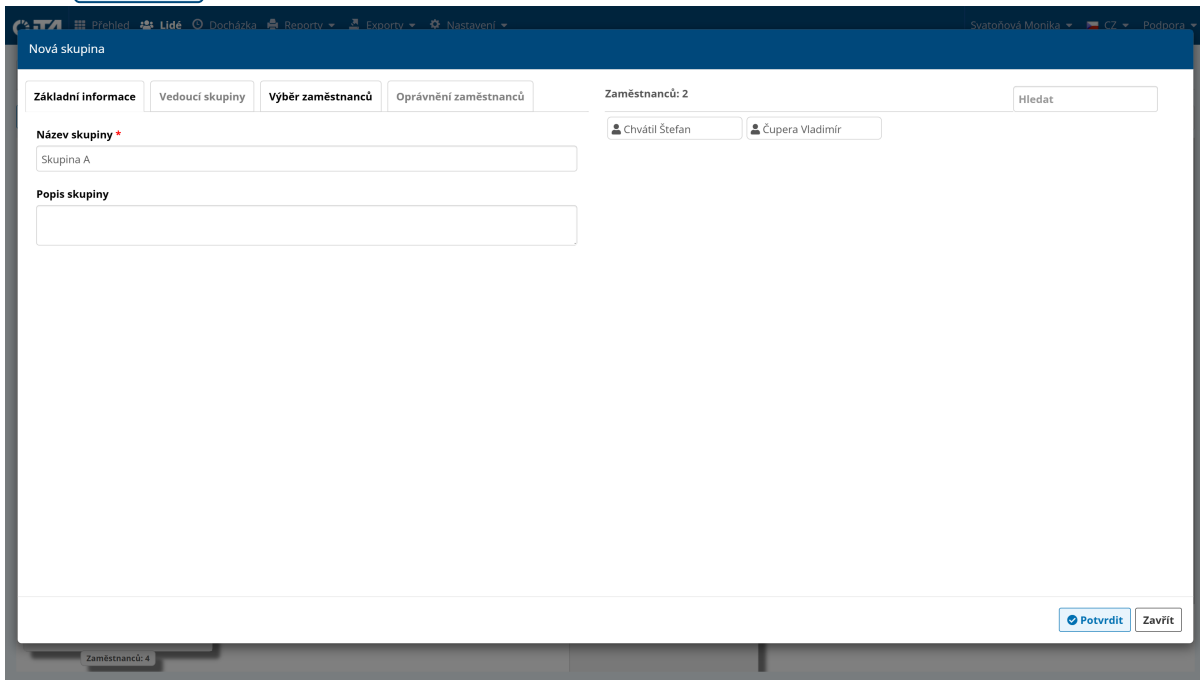 Přehled Lidé Docházka Reporty Exporty Nastavení Svatoňová Monika CZ Podpora
Nová skupina
Základní informace Vedoucí skupiny Výběr zaměstnanců Oprávnění zaměstnanců
Zaměstnanců: 2 Hledat
Chvátil Štefan Čupera Vladimír
Název skupiny *
Skupina A
Popis skupiny
Potvrdit Zavřít
Zaměstnanců: 4